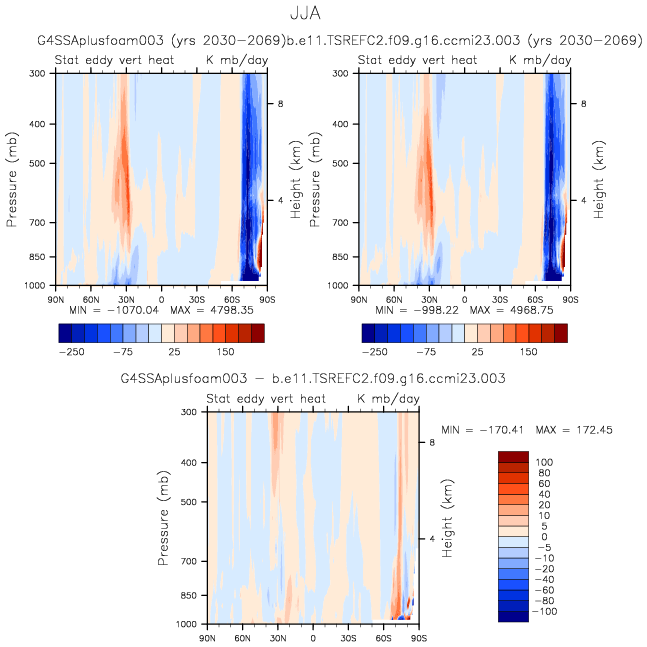 JJA
G4SSAplusfoam003 (yrs 2030-2069)b.e11.TSREFC2.f09.g16.ccmi23.003 (yrs 2030-2069)
Stat eddy vert heat K mb/day Stat eddy vert heat K mb/day
300 300
8 8
400 400
500 500
4 4
700 700
850 850
1000 1000
Pressure (mb) Height (km) Pressure (mb) Height (km)
90N 60N 30N 0 30S 60S 90S 90N 60N 30N 0 30S 60S 90S
MIN = -1070.04 MAX = 4798.35 MIN = -998.22 MAX = 4968.75
-250 -75 25 150 -250 -75 25 150
G4SSAplusfoam003 - b.e11.TSREFC2.f09.g16.ccmi23.003
Stat eddy vert heat K mb/day
300
8
400
500
4
700
850
1000
Pressure (mb) Height (km)
90N 60N 30N 0 30S 60S 90S
MIN = -170.41 MAX = 172.45
100
80
60
40
20
10
5
0
-5
-10
-20
-40
-60
-80
-100